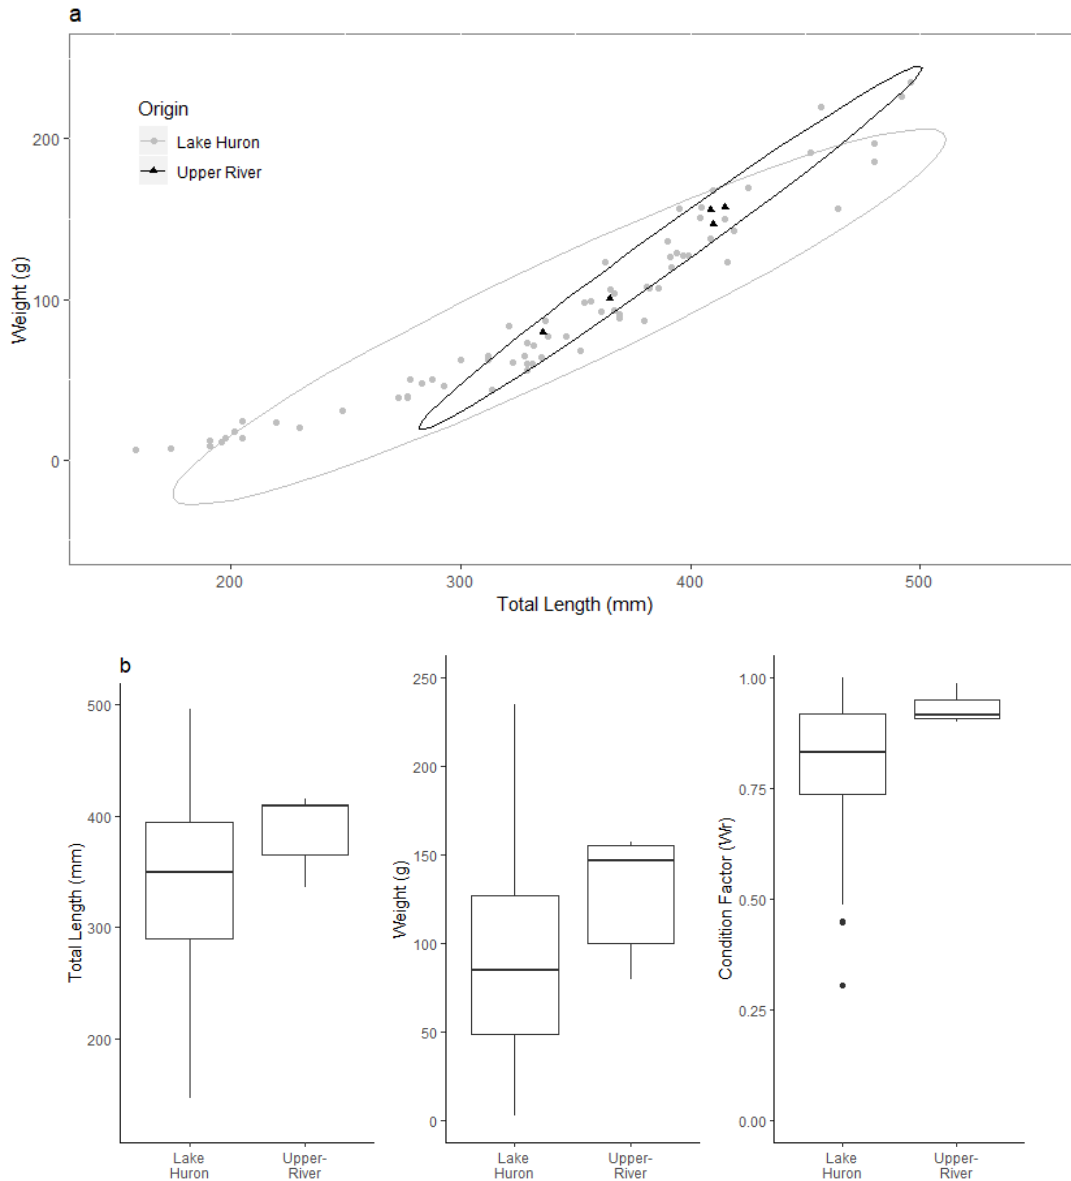 a
Origin
Lake Huron
Upper River
Weight (g)
200
100
0
200
300
400
500
Total Length (mm)
b
Total Length (mm)
500
400
300
200
Lake
Huron
Upper-
River
Weight (g)
250
200
150
100
50
0
Lake
Huron
Upper-
River
Condition Factor (Wr)
1.00
0.75
0.50
0.25
0.00
Lake
Huron
Upper-
River